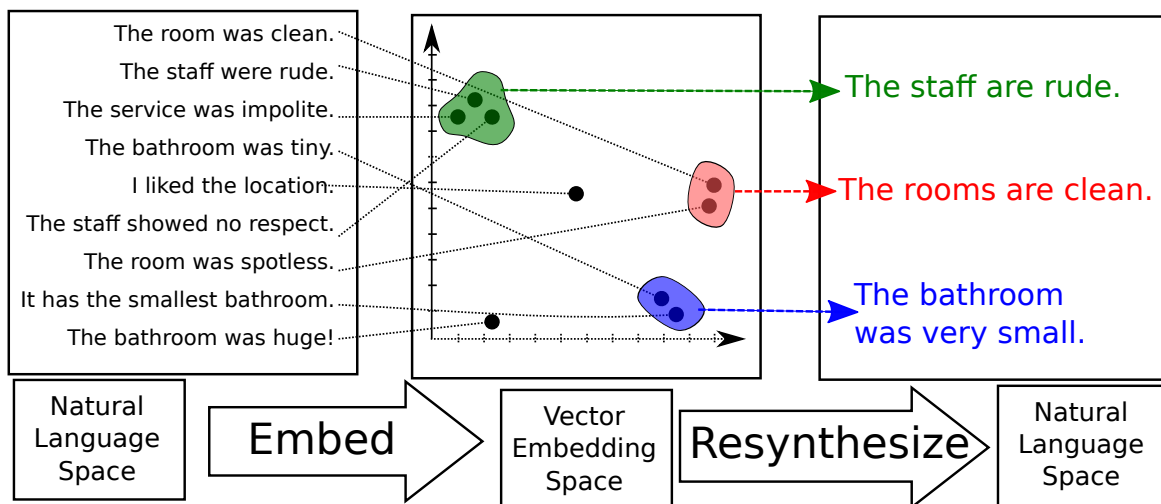 The room was clean.
The staff were rude.
The service was impolite.
The bathroom was tiny.
I liked the location.
The staff showed no respect.
The room was spotless.
It has the smallest bathroom.
The bathroom was huge!
The staff are rude.
The rooms are clean.
The bathroom
was very small.
Natural
Language
Space
Embed
Vector
Embedding
Space
Resynthesize
Natural
Language
Space